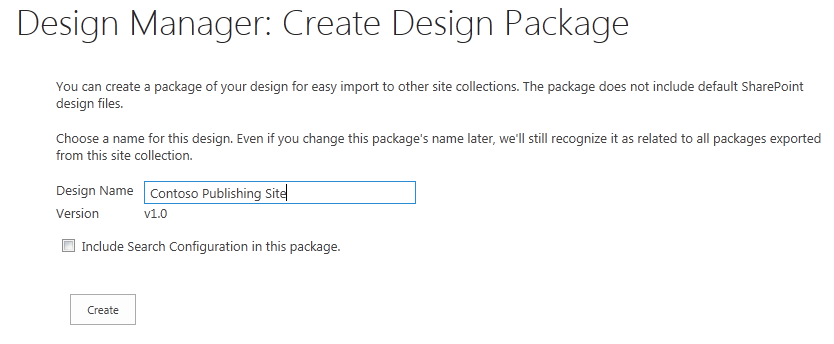 Design Manager: Create Design Package
You can create a package of your design for easy import to other site collections. The package does not include default SharePoint
design files.
Choose a name for this design. Even if you change this package's name later, we'll still recognize it as related to all packages exported
from this site collection.
Design Name Contoso Publishing Site
Version v1.0
Include Search Configuration in this package.
Create